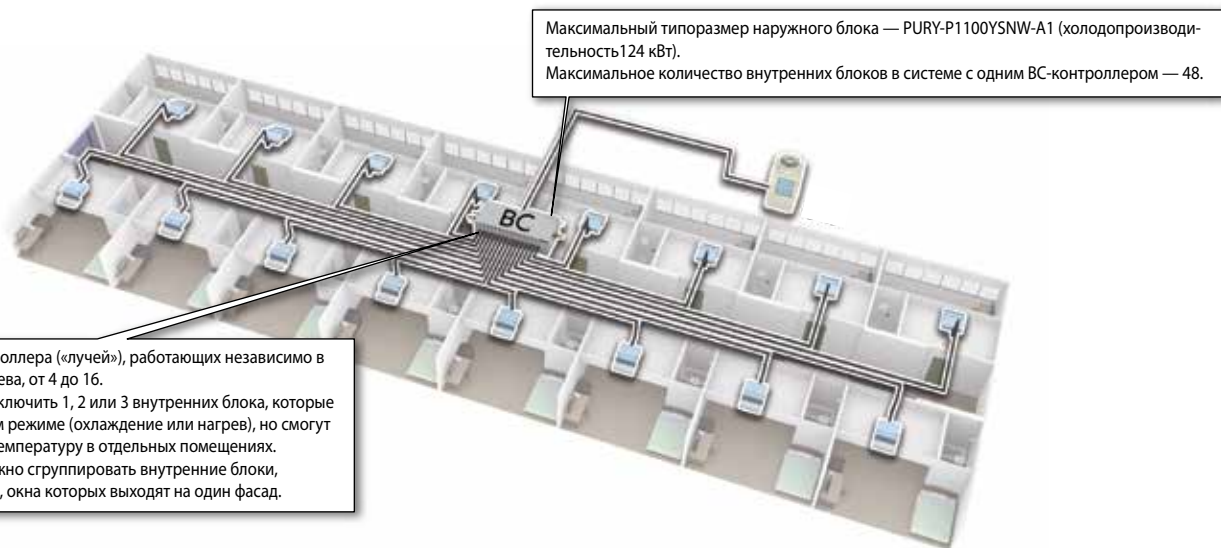 Максимальный типоразмер наружного блока — PURY-P1100YSNW-A1 (холодопроизводи-
тельность124 кВт).
Максимальное количество внутренних блоков в системе с одним BC-контроллером — 48.
BC
оллера («лучей»), работающих независимо в
ева, от 4 до 16.
ключить 1, 2 или 3 внутренних блока, которые
м режиме (охлаждение или нагрев), но смогут
емпературу в отдельных помещениях.
жно сгруппировать внутренние блоки,
, окна которых выходят на один фасад.